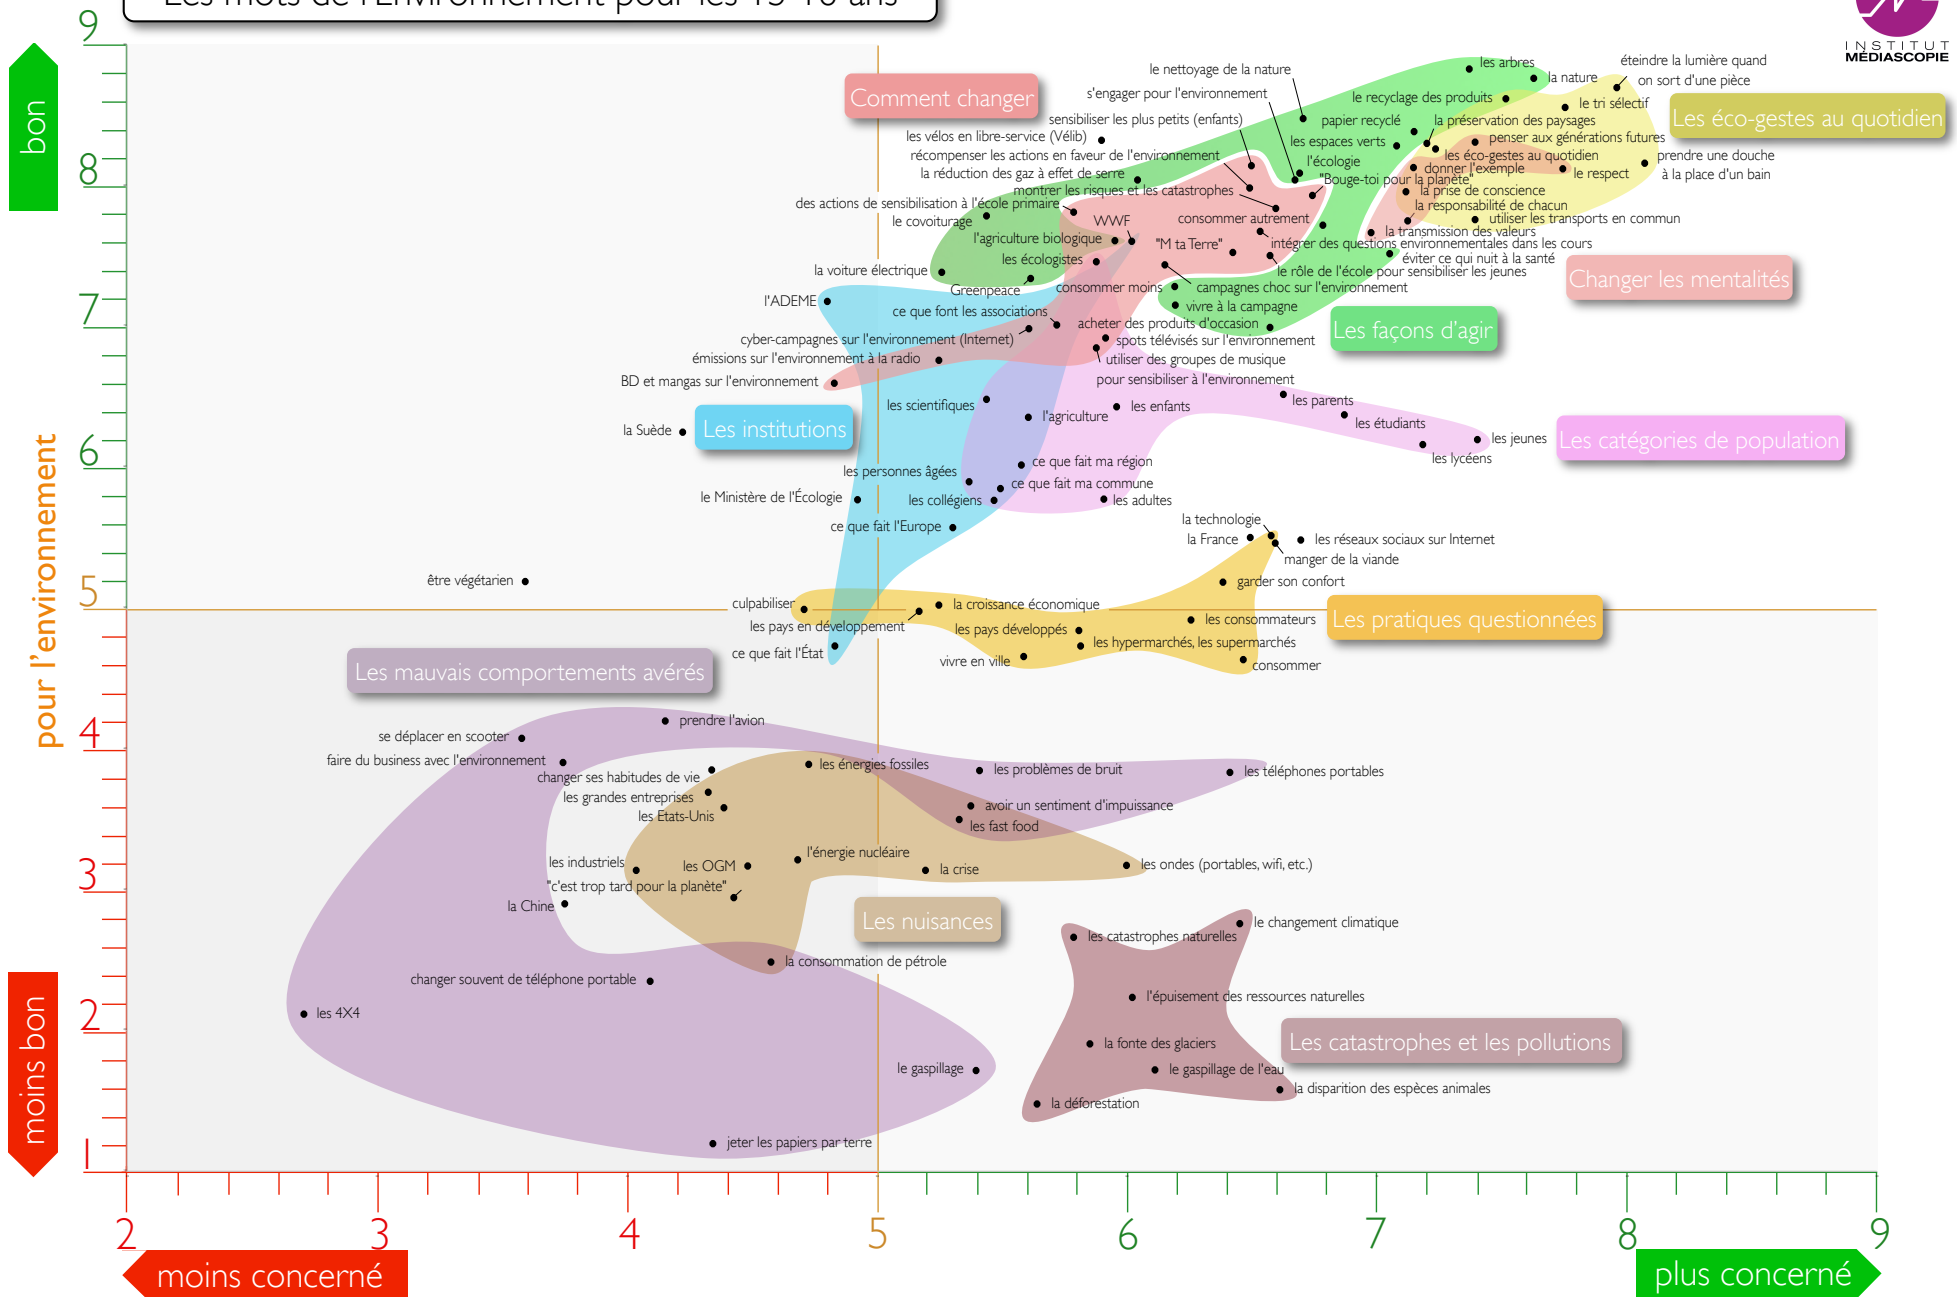 Les mots de l'Environnement pour les 15-18 ans
INSTITUT
MÉDIASCOPIE
9
bon
8
7
6
5
4
3
2
1
moins bon
pour l'environnement
Comment changer
le nettoyage de la nature
s'engager pour l'environnement
sensibiliser les plus petits (enfants)
les vélos en libre-service (Vélib)
récompenser les actions en faveur de l'environnement
la réduction des gaz à effet de serre
montrer les risques et les catastrophes
des actions de sensibilisation à l'école primaire
le covoiturage
WWF
l'agriculture biologique
les écologistes
la voiture électrique
Greenpeace
les arbres
la nature
éteindre la lumière quand
on sort d'une pièce
le recyclage des produits
le tri sélectif
Les éco-gestes au quotidien
papier recyclé
la préservation des paysages
les espaces verts
penser aux générations futures
l'écologie
les éco-gestes au quotidien
prendre une douche
à la place d'un bain
donner l'exemple
le respect
"Bouge-toi pour la planète"
la prise de conscience
la responsabilité de chacun
consommer autrement
utiliser les transports en commun
la transmission des valeurs
"M ta Terre"
intégrer des questions environnementales dans les cours
éviter ce qui nuit à la santé
le rôle de l'école pour sensibiliser les jeunes
Changer les mentalités
consommer moins
campagnes choc sur l'environnement
vivre à la campagne
l'ADEME
ce que font les associations
acheter des produits d'occasion
Les façons d'agir
cyber-campagnes sur l'environnement (Internet)
spots télévisés sur l'environnement
émissions sur l'environnement à la radio
utiliser des groupes de musique
pour sensibiliser à l'environnement
BD et mangas sur l'environnement
les scientifiques
l'agriculture
les enfants
les parents
les étudiants
la Suède
Les institutions
les jeunes
les lycéens
Les catégories de population
les personnes âgées
ce que fait ma région
ce que fait ma commune
le Ministère de l'Écologie
les collégiens
les adultes
ce que fait l'Europe
la technologie
la France
les réseaux sociaux sur Internet
manger de la viande
être végétarien
garder son confort
culpabiliser
la croissance économique
les pays en développement
les pays développés
les consommateurs
Les pratiques questionnées
les hypermarchés, les supermarchés
ce que fait l'État
vivre en ville
consommer
Les mauvais comportements avérés
prendre l'avion
se déplacer en scooter
faire du business avec l'environnement
changer ses habitudes de vie
les énergies fossiles
les problèmes de bruit
les téléphones portables
les grandes entreprises
les Etats-Unis
avoir un sentiment d'impuissance
les fast food
les industriels
les OGM
l'énergie nucléaire
la crise
les ondes (portables, wifi, etc.)
"c'est trop tard pour la planète"
la Chine
Les nuisances
le changement climatique
les catastrophes naturelles
la consommation de pétrole
changer souvent de téléphone portable
l'épuisement des ressources naturelles
les 4X4
la fonte des glaciers
Les catastrophes et les pollutions
le gaspillage
le gaspillage de l'eau
la disparition des espèces animales
la déforestation
jeter les papiers par terre
2 3 4 5 6 7 8 9
moins concerné
plus concerné